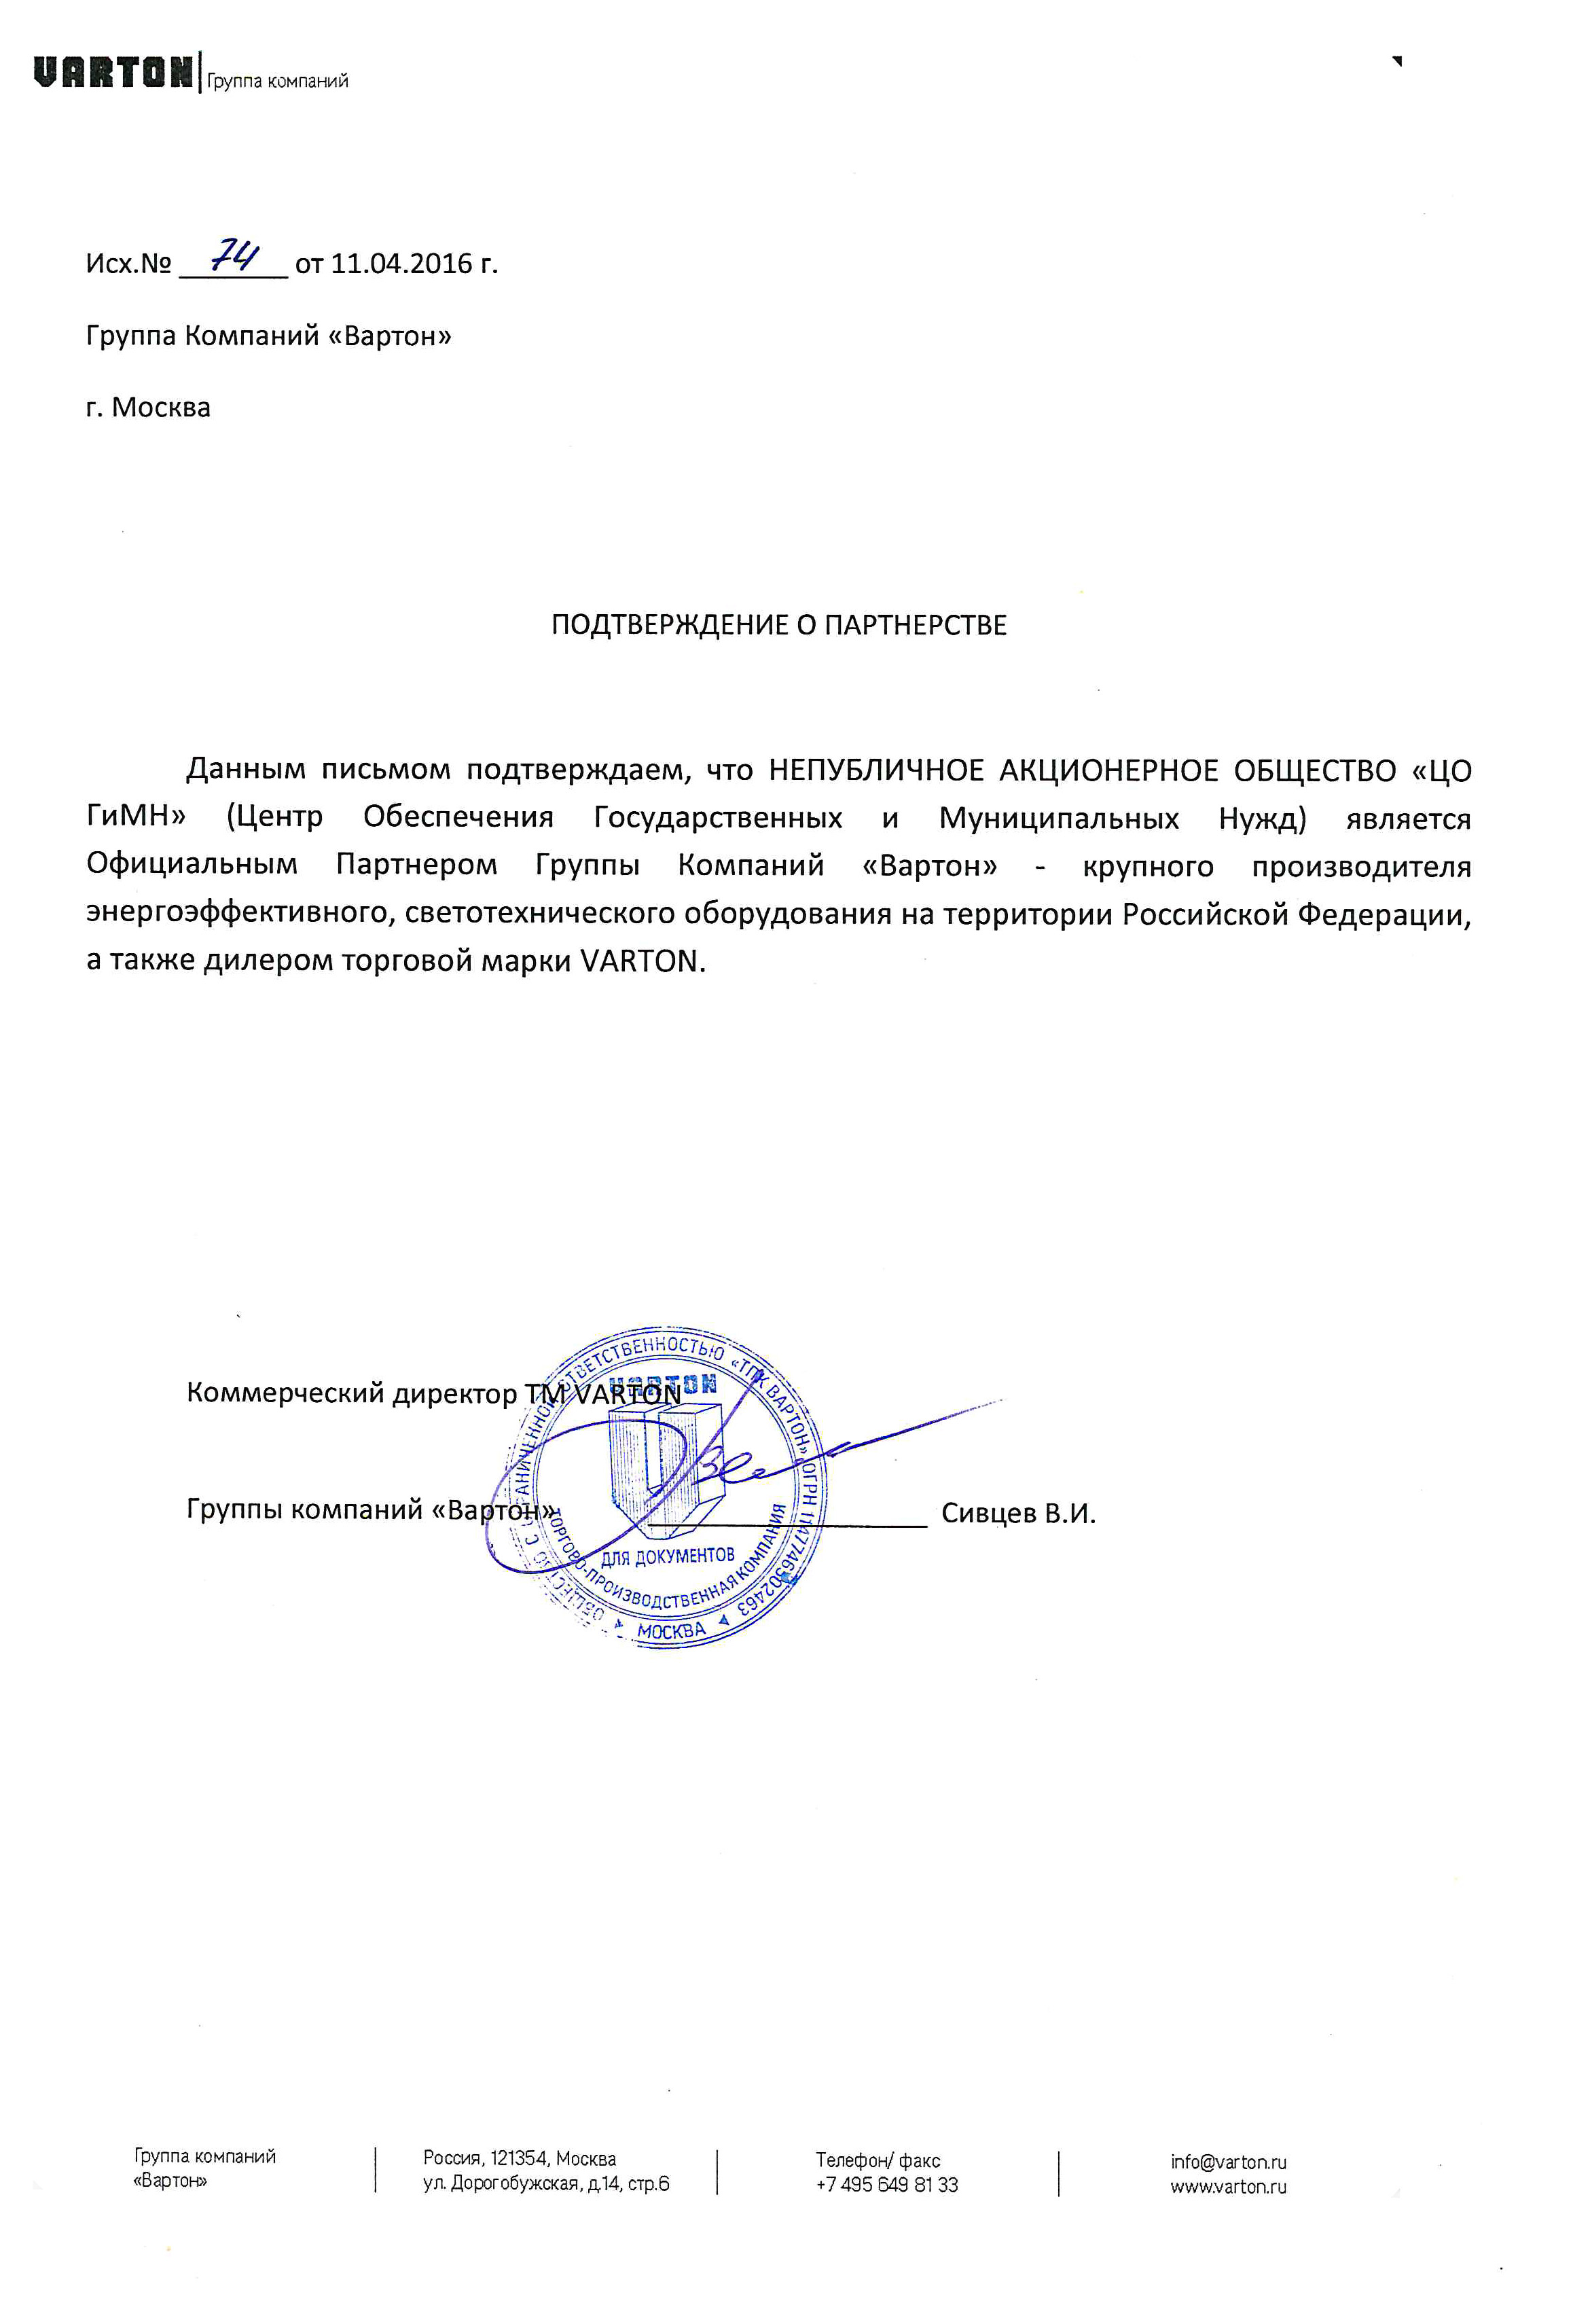 VARTON Группа компаний
Исх.№ 74 от 11.04.2016 г.
Группа Компаний «Вартон»
г. Москва
ПОДТВЕРЖДЕНИЕ О ПАРТНЕРСТВЕ
Данным письмом подтверждаем, что НЕПУБЛИЧНОЕ АКЦИОНЕРНОЕ ОБЩЕСТВО «ЦО
ГиМН» (Центр Обеспечения Государственных и Муниципальных Нужд) является
Официальным Партнером Группы Компаний «Вартон» - крупного производителя
энергоэффективного, светотехнического оборудования на территории Российской Федерации,
а также дилером торговой марки VARTON.
Коммерческий директор ТМ VARTON
Группы компаний «Вартон» Сивцев В.И.
ОТВЕТСТВЕННОСТЬЮ «ТПК ВАРТОН» ОГРН 1147746302463
МОСКВА
VARTON
ДЛЯ ДОКУМЕНТОВ
ТОРГОВО-ПРОИЗВОДСТВЕННАЯ КОМПАНИЯ
Группа компаний
«Вартон»
Россия, 121354, Москва
ул. Дорогобужская, д.14, стр.6
Телефон/ факс
+7 495 649 81 33
info@varton.ru
www.varton.ru